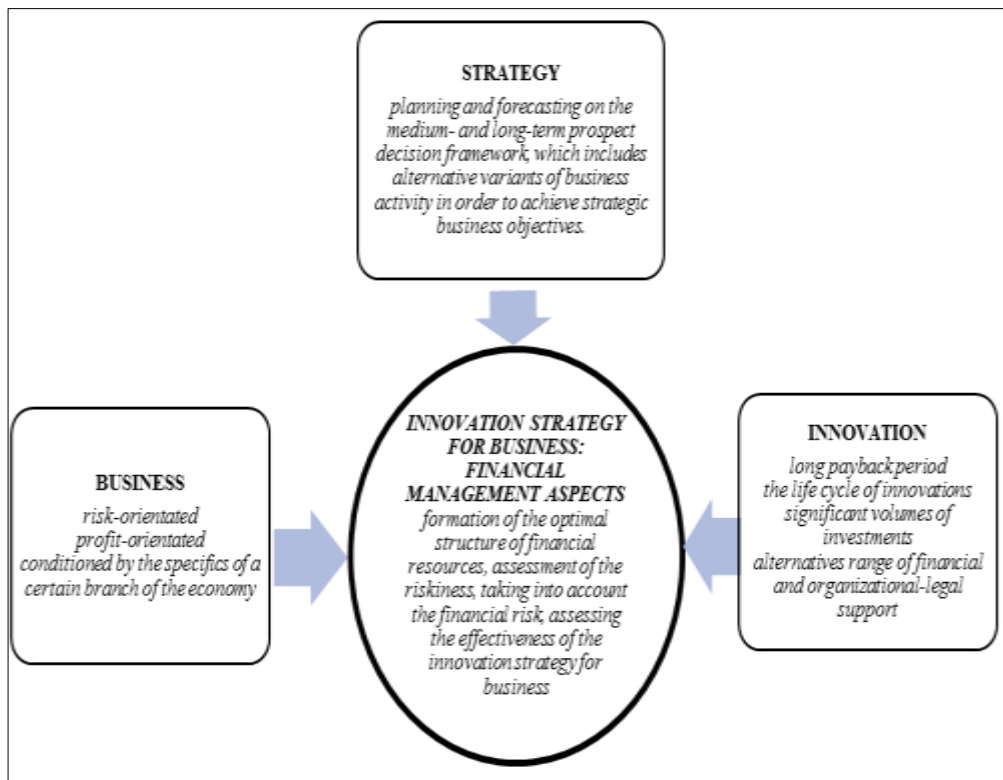 STRATEGY
planning and forecasting on the
medium- and long-term prospect
decision framework, which includes
alternative variants of business
activity in order to achieve strategic
business objectives.
BUSINESS
risk-orientated
profit-orientated
conditioned by the specifics of a
certain branch of the economy
INNOVATION STRATEGY
FOR BUSINESS:
FINANCIAL
MANAGEMENT ASPECTS
formation of the optimal
structure of financial
resources, assessment of the
riskiness, taking into account
the financial risk, assessing
the effectiveness of the
innovation strategy for
business
INNOVATION
long payback period
the life cycle of innovations
significant volumes of
investments
alternatives range of financial
and organizational-legal
support